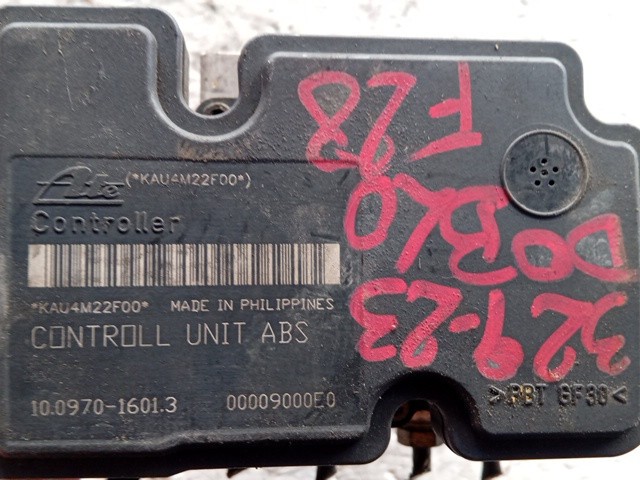 Ate
(*KAU4M22F00*)
Controller
*KAU4M22F00* MADE IN PHILIPPINES
CONTROLL UNIT ABS
10.0970-1601.3 00009000E0
>PBT GF30<
F28
DOBLO
329-23